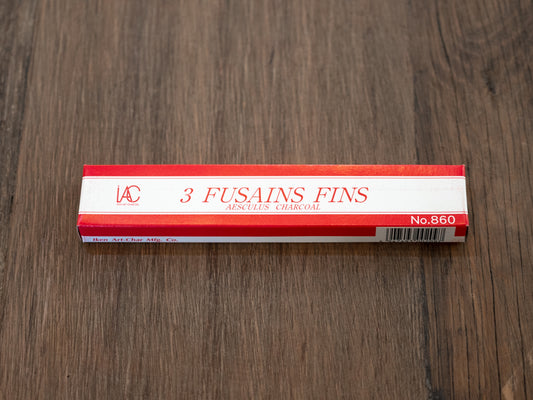 IAC
3 FUSAINS FINS
AESCULUS CHARCOAL
No.860
Iken Art-Char Mfg. Co.